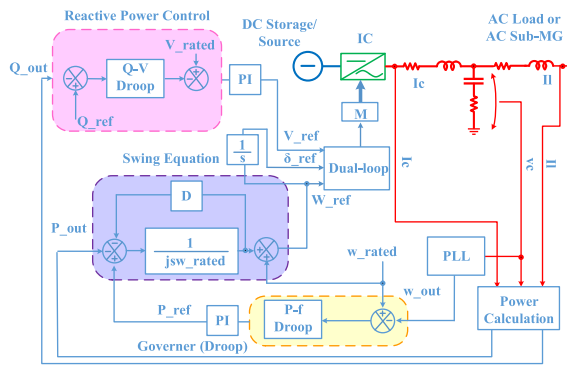 Reactive Power Control
DC Storage/
Source
IC
AC Load or
AC Sub-MG
V_rated
Q_out
Q-V
Droop
PI
Q_ref
Ic
Il
M
V_ref
1
s
δ_ref
Dual-loop
W_ref
Ic
vc
Il
Swing Equation
D
P_out
1
jsw_rated
w_rated
PLL
w_out
P_ref
PI
P-f
Droop
Power
Calculation
Governer (Droop)